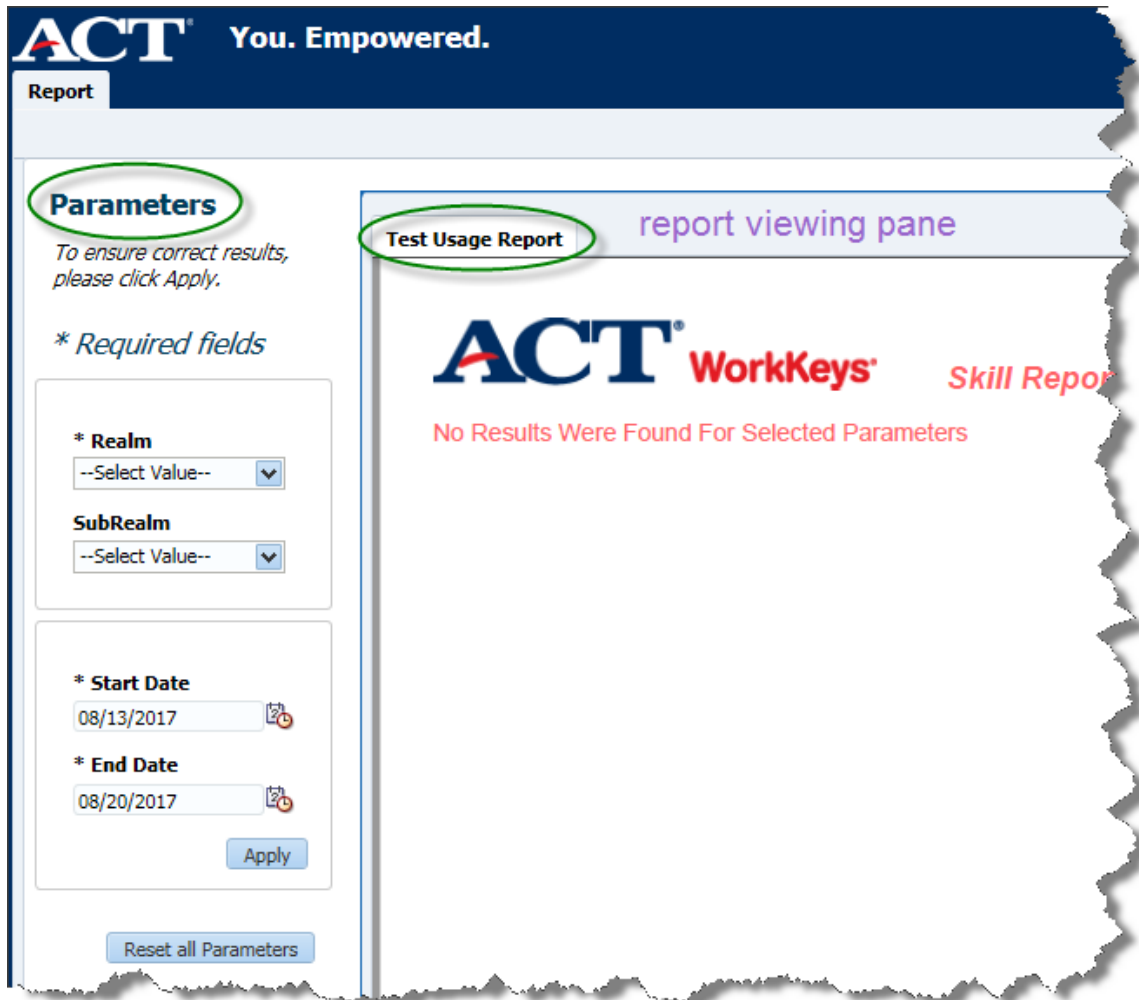 ACT® You. Empowered.
Report
Parameters
To ensure correct results,
please click Apply.
* Required fields
* Realm
--Select Value--
SubRealm
--Select Value--
* Start Date
08/13/2017
* End Date
08/20/2017
Apply
Reset all Parameters
Test Usage Report
report viewing pane
ACT® WorkKeys® Skill Repor
No Results Were Found For Selected Parameters